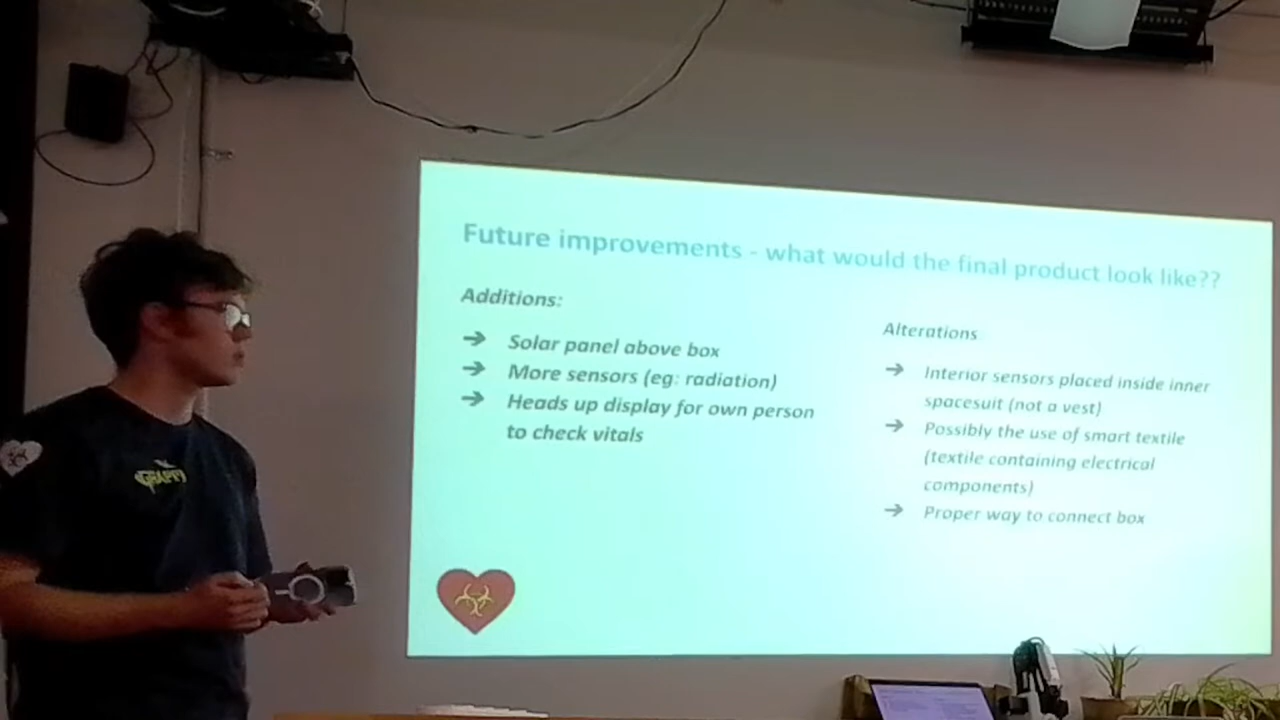 Future improvements - what would the final product look like??
Additions:
➔ Solar panel above box
➔ More sensors (eg: radiation)
➔ Heads up display for own person
to check vitals
Alterations
➔ Interior sensors placed inside inner
spacesuit (not a vest)
➔ Possibly the use of smart textile
(textile containing electrical
components)
➔ Proper way to connect box